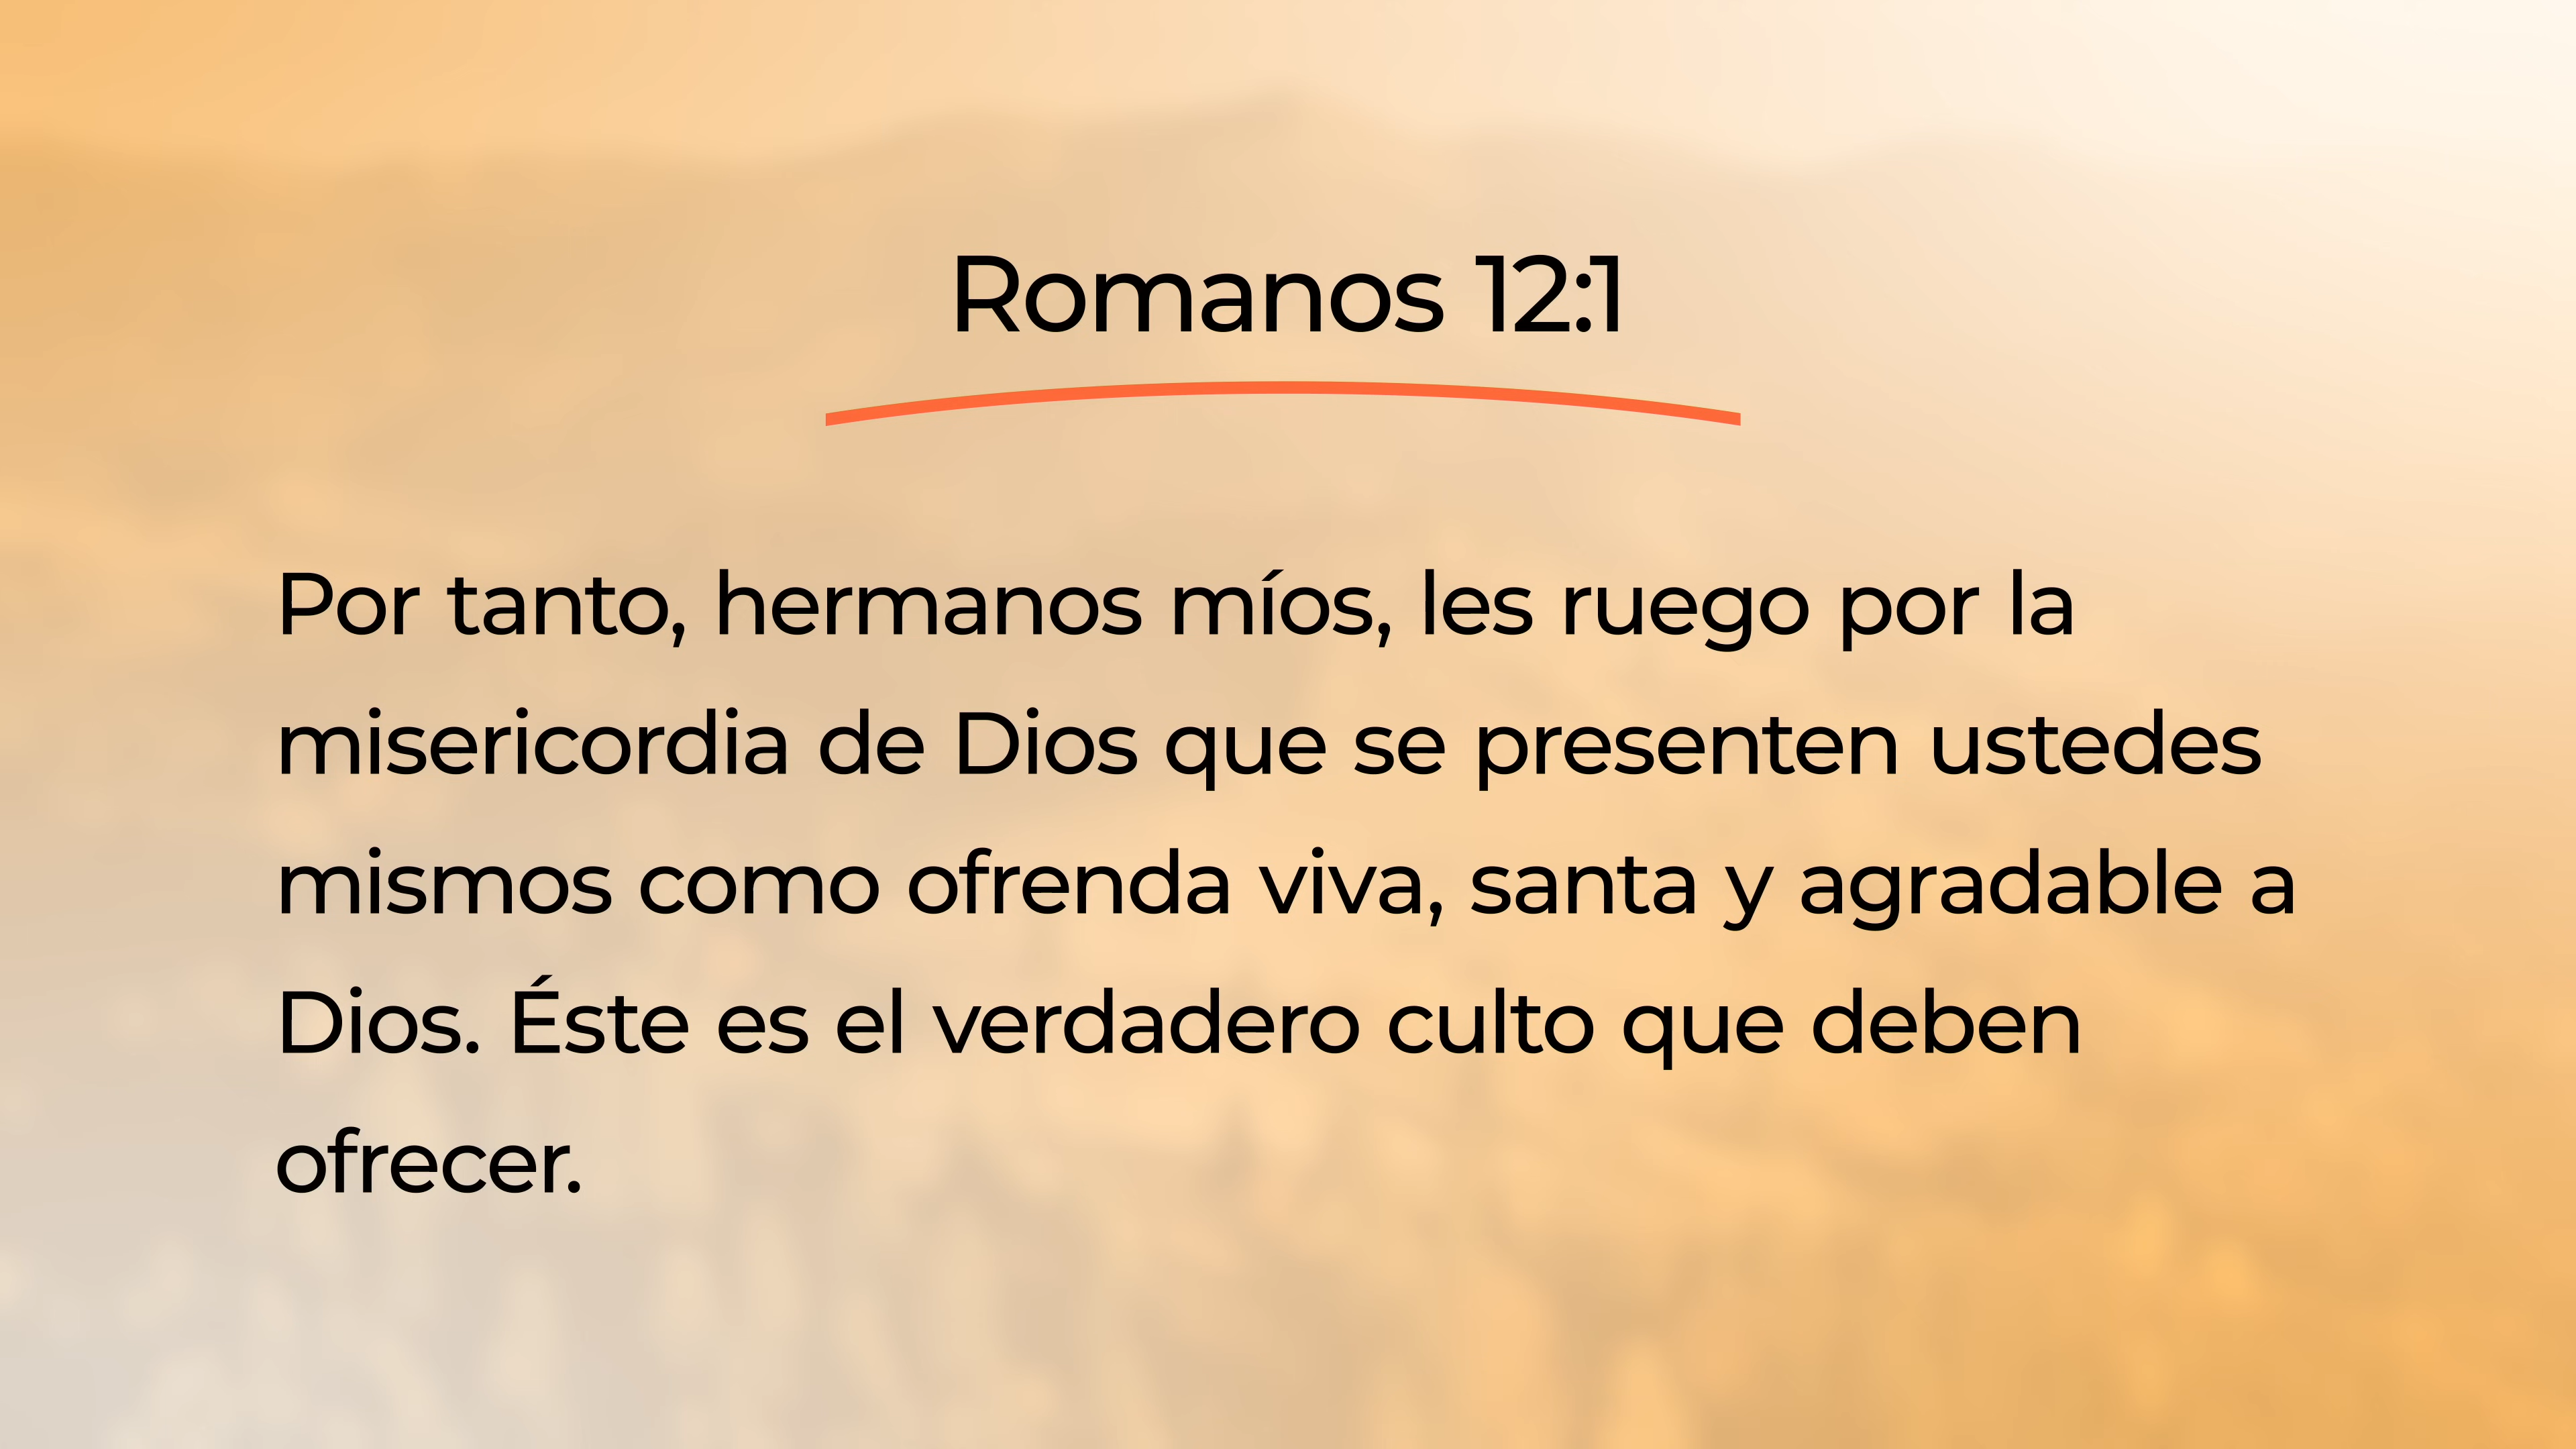 Romanos 12:1
Por tanto, hermanos míos, les ruego por la
misericordia de Dios que se presenten ustedes
mismos como ofrenda viva, santa y agradable a
Dios. Éste es el verdadero culto que deben
ofrecer.